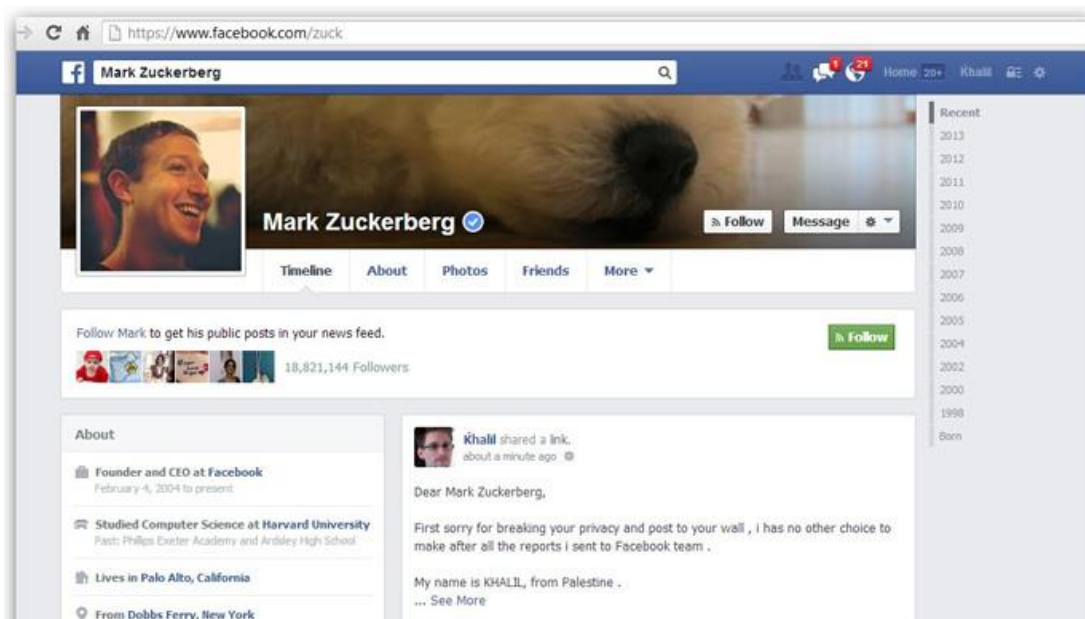 https://www.facebook.com/zuck
f Mark Zuckerberg
1 21 Home 20+ Khalil
Mark Zuckerberg
Follow Message
Timeline About Photos Friends More
Recent
2013
2012
2011
2010
2009
2008
2007
2006
2005
2004
2002
2000
1998
Born
Follow Mark to get his public posts in your news feed.
Follow
18,821,144 Followers
About
Founder and CEO at Facebook
February 4, 2004 to present
Studied Computer Science at Harvard University
Past: Philips Exeter Academy and Ardsley High School
Lives in Palo Alto, California
From Dobbs Ferry, New York
Khalil shared a link.
about a minute ago
Dear Mark Zuckerberg,
First sorry for breaking your privacy and post to your wall , i has no other choice to
make after all the reports i sent to Facebook team .
My name is KHALIL, from Palestine .
... See More